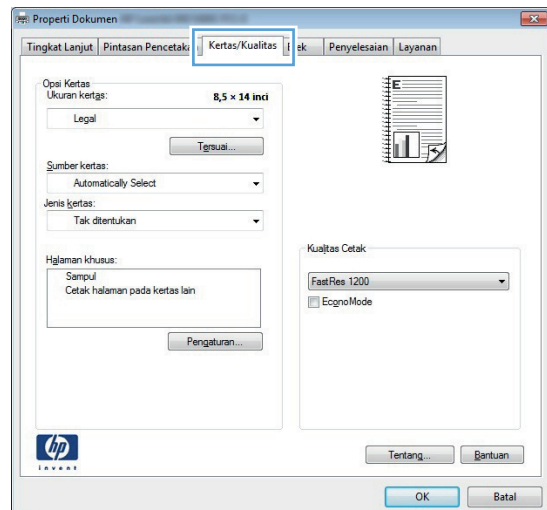 Properti Dokumen
Tingkat Lanjut Pintasan Pencetaka Kertas/Kualitas ek Penyelesaian Layanan
Opsi Kertas
Ukuran kertas: 8,5 × 14 inci
Legal
Tersuai...
Sumber kertas:
Automatically Select
Jenis kertas:
Tak ditentukan
Halaman khusus:
Sampul
Cetak halaman pada kertas lain
Pengaturan...
E
Kualitas Cetak
FastRes 1200
EconoMode
hp
invent
Tentang... Bantuan
OK Batal